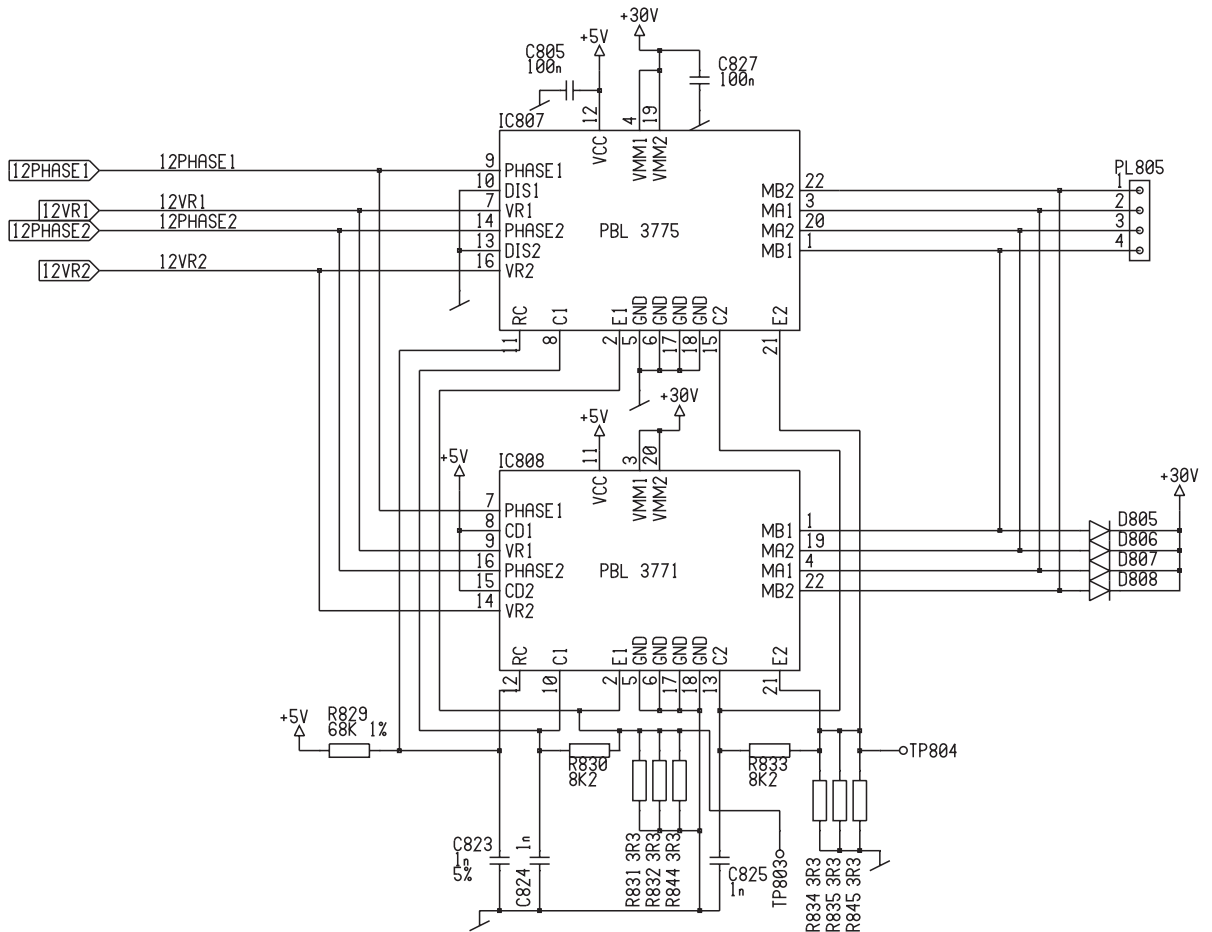 +30V
+5V
C805
100n
C827
100n
12
4
19
IC807
VCC
VMM1
VMM2
12PHASE1
12PHASE1
9
PHASE1
10
DIS1
12VR1
12VR1
7
VR1
12PHASE2
12PHASE2
14
PHASE2
13
DIS2
12VR2
12VR2
16
VR2
PBL 3775
MB2
22
MA1
3
MA2
20
MB1
1
PL805
1
2
3
4
RC
C1
E1
GND
GND
GND
GND
C2
E2
11
8
2
5
6
17
18
15
21
+30V
+5V
+5V
11
3
20
IC808
VCC
VMM1
VMM2
7
PHASE1
8
CD1
9
VR1
16
PHASE2
15
CD2
14
VR2
PBL 3771
MB1
1
MA2
19
MA1
4
MB2
22
+30V
D805
D806
D807
D808
RC
C1
E1
GND
GND
GND
GND
C2
E2
12
10
2
5
6
17
18
13
21
+5V
R829
68K 1%
R830
8K2
R833
8K2
TP804
C823
1n
5%
C824
1n
R831 3R3
R832 3R3
R844 3R3
C825
1n
TP803
R834 3R3
R835 3R3
R845 3R3